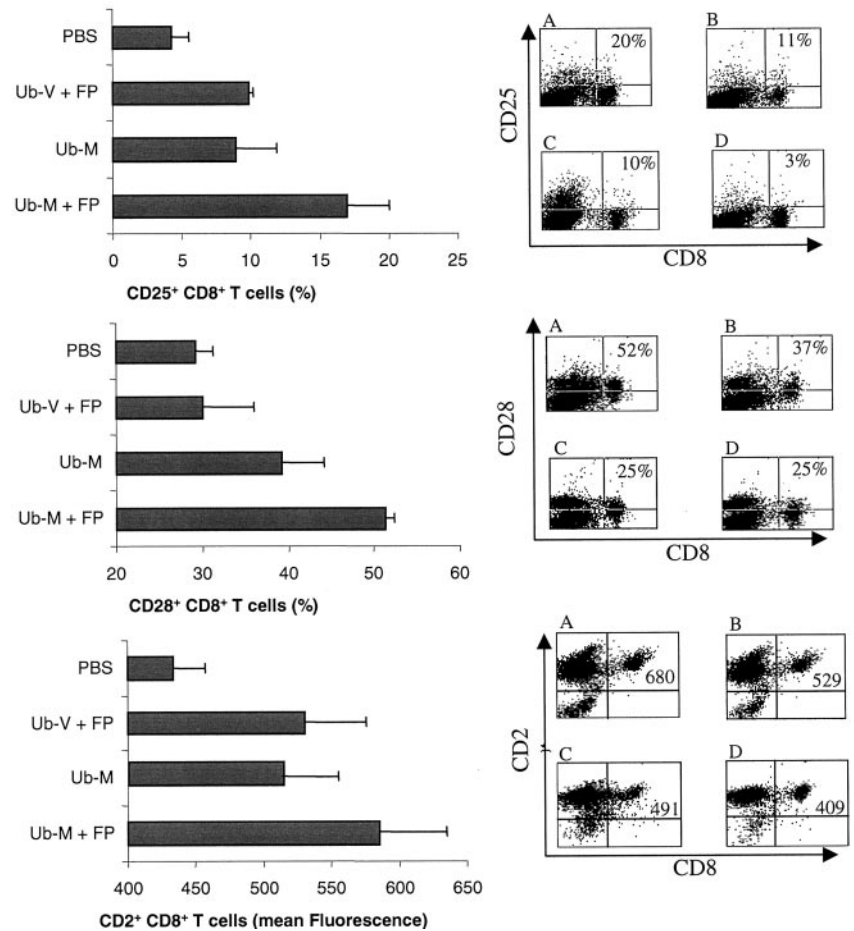 PBS
Ub-V + FP
Ub-M
Ub-M + FP
0 5 10 15 20 25
CD25+ CD8+ T cells (%)
A B
20% 11%
CD25
C D
10% 3%
CD8
PBS
Ub-V + FP
Ub-M
Ub-M + FP
20 30 40 50 60
CD28+ CD8+ T cells (%)
A B
52% 37%
CD28
C D
25% 25%
CD8
PBS
Ub-V + FP
Ub-M
Ub-M + FP
400 450 500 550 600 650
CD2+ CD8+ T cells (mean Fluorescence)
A B
680 529
CD2
C D
491 409
CD8